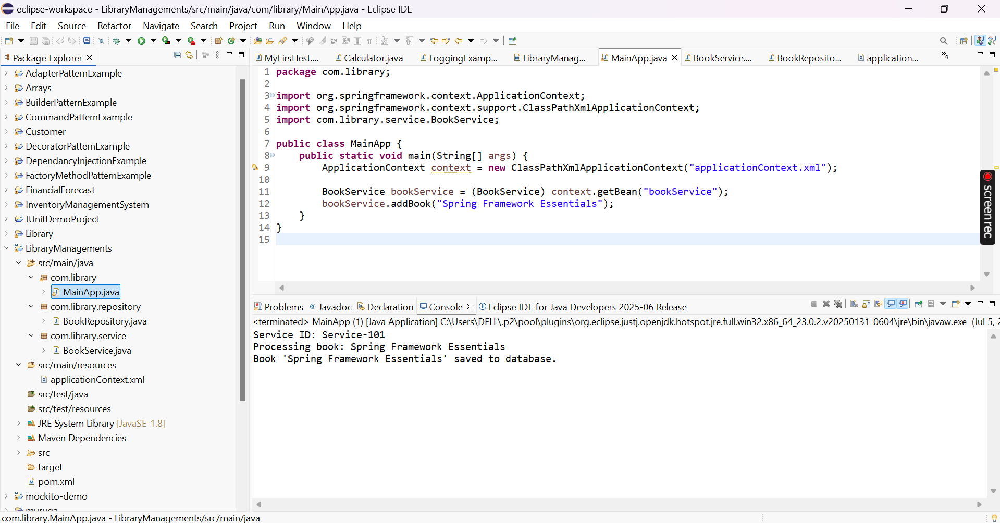 eclipse-workspace - LibraryManagements/src/main/java/com/library/MainApp.java - Eclipse IDE
File Edit Source Refactor Navigate Search Project Run Window Help
Package Explorer
AdapterPatternExample
Arrays
BuilderPatternExample
CommandPatternExample
Customer
DecoratorPatternExample
DependancyInjectionExample
FactoryMethodPatternExample
FinancialForecast
InventoryManagementSystem
JUnitDemoProject
Library
LibraryManagements
src/main/java
com.library
MainApp.java
com.library.repository
BookRepository.java
com.library.service
BookService.java
src/main/resources
applicationContext.xml
src/test/java
src/test/resources
JRE System Library [JavaSE-1.8]
Maven Dependencies
src
target
pom.xml
mockito-demo
MyFirstTest.... Calculator.java LoggingExamp... LibraryManag... MainApp.java BookService.... BookReposito... application...
1 package com.library;
2
3 import org.springframework.context.ApplicationContext;
4 import org.springframework.context.support.ClassPathXmlApplicationContext;
5 import com.library.service.BookService;
6
7 public class MainApp {
8 public static void main(String[] args) {
9 ApplicationContext context = new ClassPathXmlApplicationContext("applicationContext.xml");
10
11 BookService bookService = (BookService) context.getBean("bookService");
12 bookService.addBook("Spring Framework Essentials");
13 }
14 }
15
screenrec
Problems @ Javadoc Declaration Console Eclipse IDE for Java Developers 2025-06 Release
<terminated> MainApp (1) [Java Application] C:\Users\DELL\.p2\pool\plugins\org.eclipse.justj.openjdk.hotspot.jre.full.win32.x86_64_23.0.2.v20250131-0604\jre\bin\javaw.exe (Jul 5,
Service ID: Service-101
Processing book: Spring Framework Essentials
Book 'Spring Framework Essentials' saved to database.
com.library.MainApp.java - LibraryManagements/src/main/java